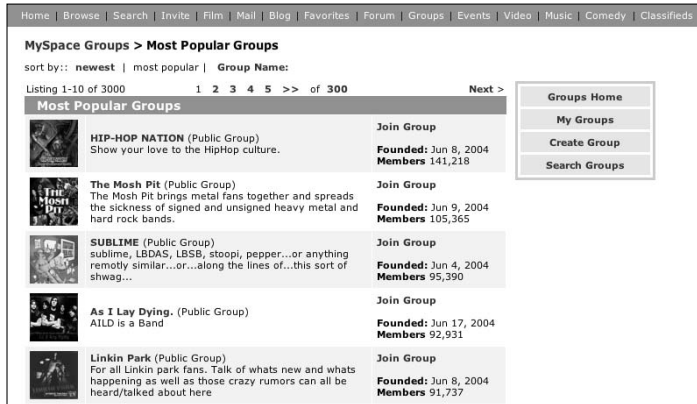 Home | Browse | Search | Invite | Film | Mail | Blog | Favorites | Forum | Groups | Events | Video | Music | Comedy | Classifieds
MySpace Groups > Most Popular Groups
sort by:: newest | most popular | Group Name:
Listing 1-10 of 3000 1 2 3 4 5 >> of 300 Next >
Most Popular Groups
HIP-HOP NATION (Public Group)
Show your love to the HipHop culture.
Join Group
Founded: Jun 8, 2004
Members 141,218
THE
MOSH
PIT
The Mosh Pit (Public Group)
The Mosh Pit brings metal fans together and spreads
the sickness of signed and unsigned heavy metal and
hard rock bands.
Join Group
Founded: Jun 9, 2004
Members 105,365
SUBLIME (Public Group)
sublime, LBDAS, LBSB, stoopi, pepper...or anything
remotly similar...or...along the lines of...this sort of
shwag...
Join Group
Founded: Jun 4, 2004
Members 95,390
As I Lay Dying. (Public Group)
AILD is a Band
Join Group
Founded: Jun 17, 2004
Members 92,931
LINKIN PARK
Linkin Park (Public Group)
For all Linkin park fans. Talk of whats new and whats
happening as well as those crazy rumors can all be
heard/talked about here
Join Group
Founded: Jun 8, 2004
Members 91,737
Groups Home
My Groups
Create Group
Search Groups